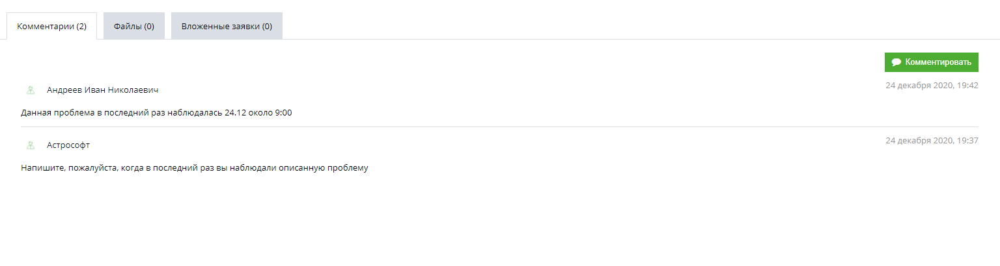 Комментарии (2)
Файлы (0)
Вложенные заявки (0)
Комментировать
Андреев Иван Николаевич
24 декабря 2020, 19:42
Данная проблема в последний раз наблюдалась 24.12 около 9:00
Астрософт
24 декабря 2020, 19:37
Напишите, пожалуйста, когда в последний раз вы наблюдали описанную проблему